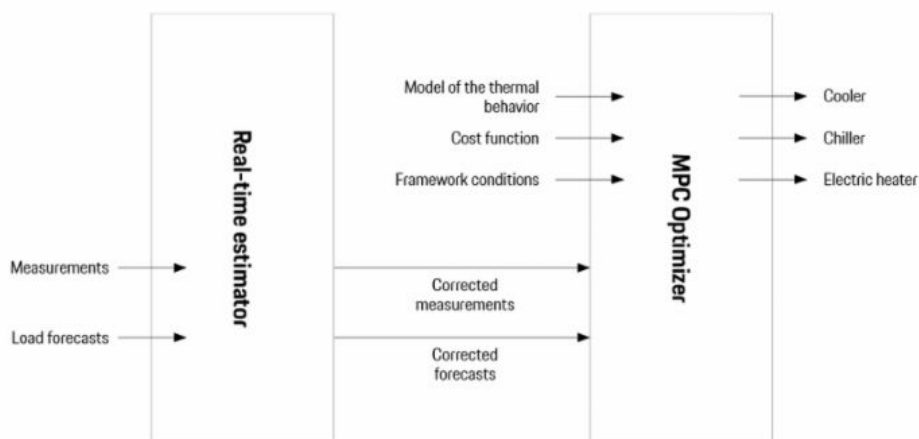 Real-time estimator
Measurements
Load forecasts
Corrected
measurements
Corrected
forecasts
Model of the thermal
behavior
Cost function
Framework conditions
MPC Optimizer
Cooler
Chiller
Electric heater